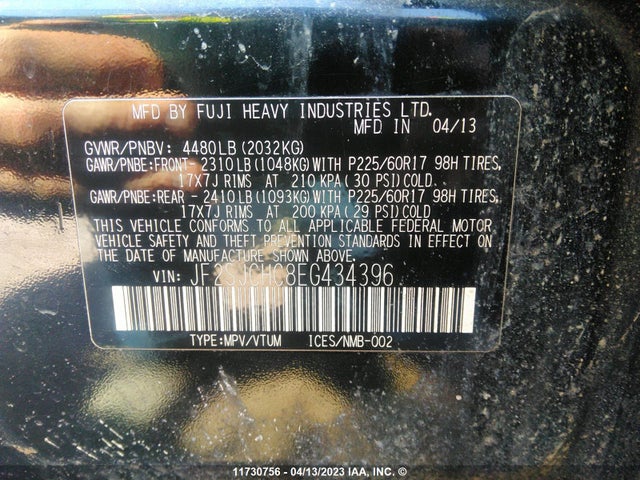 MFD BY FUJI HEAVY INDUSTRIES LTD.
MFD IN 04/13
GVWR/PNBV: 4480LB(2032KG)
GAWR/PNBE:FRONT- 2310LB(1048KG)WITH P225/60R17 98H TIRES,
17X7J RIMS AT 210 KPA(30 PSI)COLD.
GAWR/PNBE:REAR - 2410LB(1093KG)WITH P225/60R17 98H TIRES,
17X7J RIMS AT 200 KPA(29 PSI)COLD
THIS VEHICLE CONFORMS TO ALL APPLICABLE FEDERAL MOTOR
VEHICLE SAFETY AND THEFT PREVENTION STANDARDS IN EFFECT ON
THE DATE OF MANUFACTURE SHOWN ABOVE.
VIN: JF2SJCHC8EG434396
TYPE:MPV/VTUM ICES/NMB-002
11730756 - 04/13/2023 IAA, INC. ©